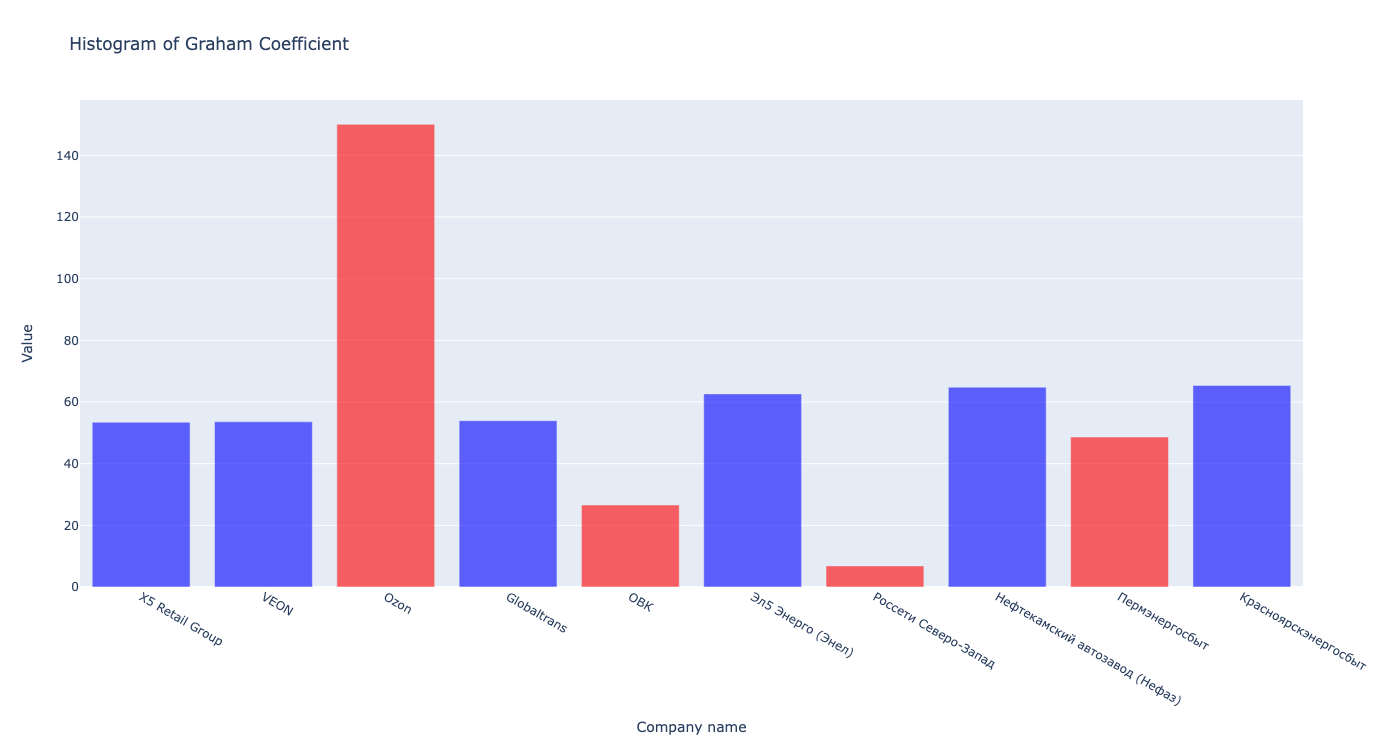 Histogram of Graham Coefficient
140
120
100
80
60
40
20
0
Value
X5 Retail Group
VEON
Ozon
Globaltrans
ОВК
Эл5 Энерго (Энел)
Россети Северо-Запад
Нефтекамский автозавод (Нефаз)
Пермэнергосбыт
Красноярскэнергосбыт
Company name